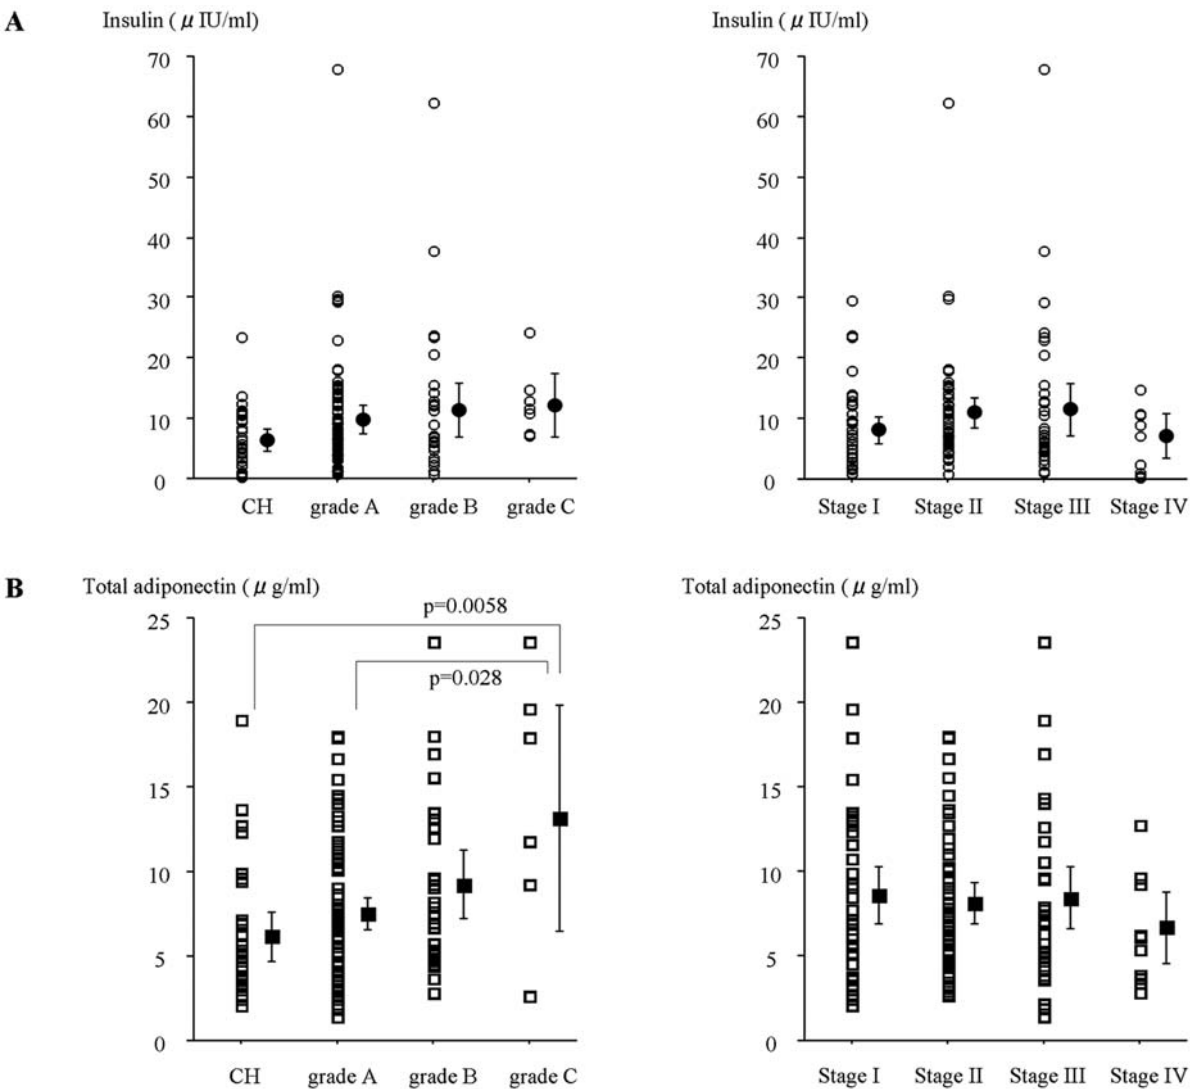 A
Insulin ( μ IU/ml)
70
60
50
40
30
20
10
0
CH grade A grade B grade C
Insulin ( μ IU/ml)
70
60
50
40
30
20
10
0
Stage I Stage II Stage III Stage IV
B
Total adiponectin ( μ g/ml)
p=0.0058
p=0.028
25
20
15
10
5
0
CH grade A grade B grade C
Total adiponectin ( μ g/ml)
25
20
15
10
5
0
Stage I Stage II Stage III Stage IV